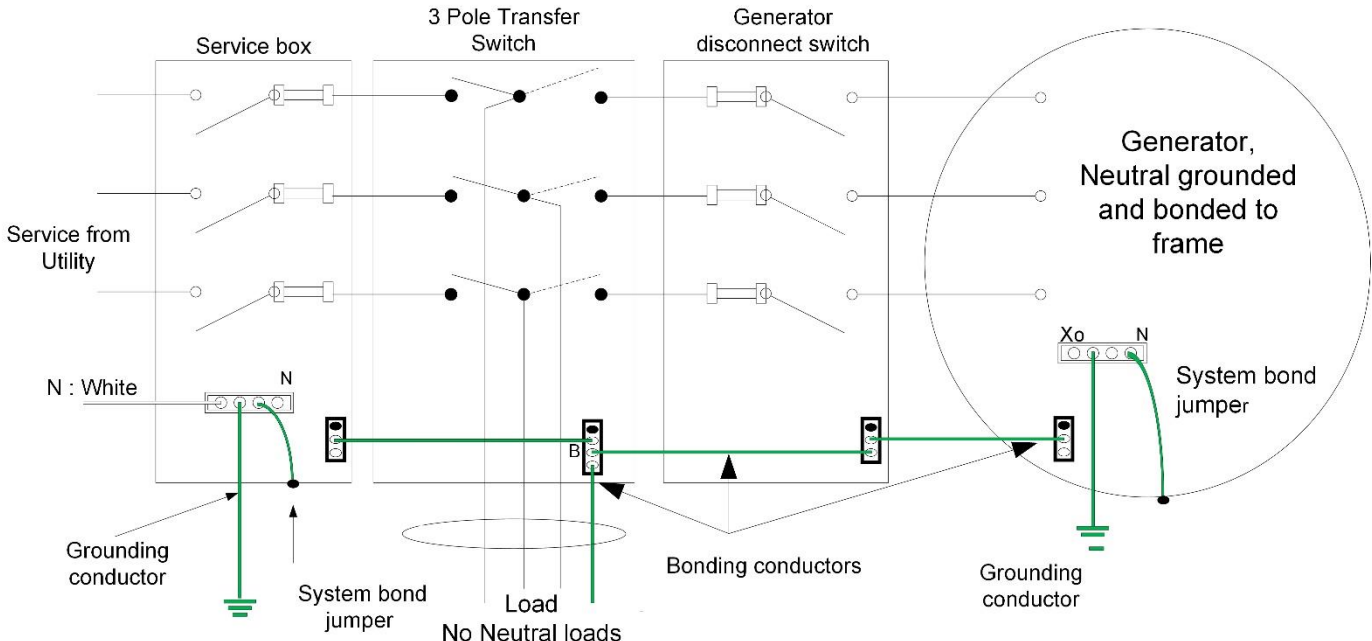 3 Pole Transfer
Switch
Service box
Generator
disconnect switch
Generator,
Neutral grounded
and bonded to
frame
Service from
Utility
N : White
N
Xo
N
System bond
jumper
B
Grounding
conductor
System bond
jumper
Load
No Neutral loads
Bonding conductors
Grounding
conductor